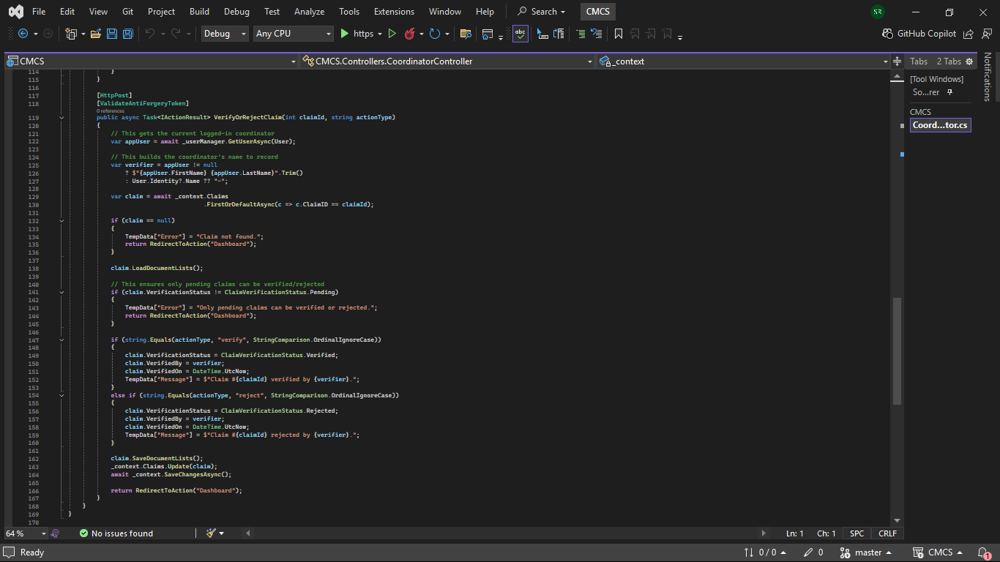 File Edit View Git Project Build Debug Test Analyze Tools Extensions Window Help Search CMCS SR
Debug Any CPU https abc GitHub Copilot
CMCS CMCS.Controllers.CoordinatorController _context Tabs 2 Tabs Notifications
[Tool Windows]
So...rer
CMCS
Coord...tor.cs
114 }
115 }
116
117 [HttpPost]
118 [ValidateAntiForgeryToken]
0 references
119 public async Task<IActionResult> VerifyOrRejectClaim(int claimId, string actionType)
120 {
121 // This gets the current logged-in coordinator
122 var appUser = await _userManager.GetUserAsync(User);
123
124 // This builds the coordinator's name to record
125 var verifier = appUser != null
126 ? $"{appUser.FirstName} {appUser.LastName}".Trim()
127 : User.Identity?.Name ?? "-";
128
129 var claim = await _context.Claims
130 .FirstOrDefaultAsync(c => c.ClaimID == claimId);
131
132 if (claim == null)
133 {
134 TempData["Error"] = "Claim not found.";
135 return RedirectToAction("Dashboard");
136 }
137
138 claim.LoadDocumentLists();
139
140 // This ensures only pending claims can be verified/rejected
141 if (claim.VerificationStatus != ClaimVerificationStatus.Pending)
142 {
143 TempData["Error"] = "Only pending claims can be verified or rejected.";
144 return RedirectToAction("Dashboard");
145 }
146
147 if (string.Equals(actionType, "verify", StringComparison.OrdinalIgnoreCase))
148 {
149 claim.VerificationStatus = ClaimVerificationStatus.Verified;
150 claim.VerifiedBy = verifier;
151 claim.VerifiedOn = DateTime.UtcNow;
152 TempData["Message"] = $"Claim #{claimId} verified by {verifier}.";
153 }
154 else if (string.Equals(actionType, "reject", StringComparison.OrdinalIgnoreCase))
155 {
156 claim.VerificationStatus = ClaimVerificationStatus.Rejected;
157 claim.VerifiedBy = verifier;
158 claim.VerifiedOn = DateTime.UtcNow;
159 TempData["Message"] = $"Claim #{claimId} rejected by {verifier}.";
160 }
161
162 claim.SaveDocumentLists();
163 _context.Claims.Update(claim);
164 await _context.SaveChangesAsync();
165
166 return RedirectToAction("Dashboard");
167 }
168 }
169 }
170
64 % No issues found Ln: 1 Ch: 1 SPC CRLF
Ready 0 / 0 0 master CMCS 1